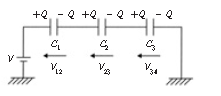 +Q -Q +Q -Q +Q -Q
C₁ C₂ C₃
V
V₁₂ V₂₃ V₃₄